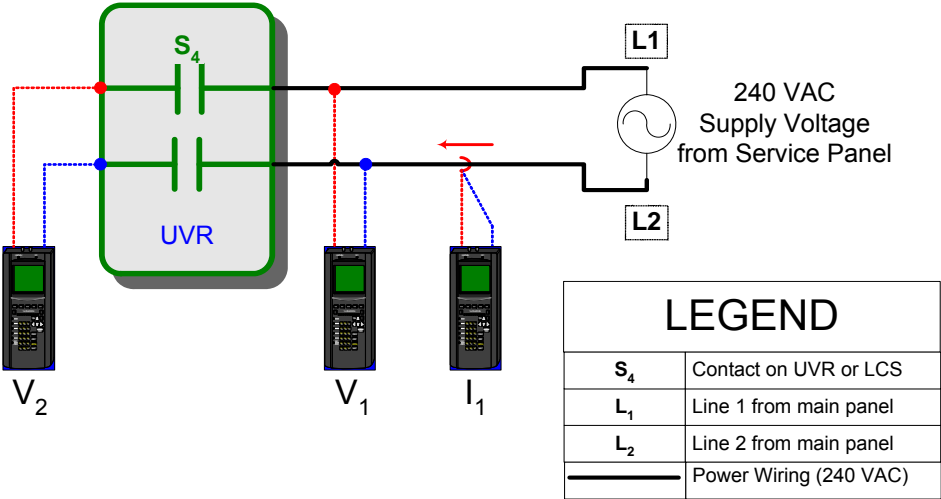 L1
S4
240 VAC
Supply Voltage
from Service Panel
L2
UVR
V2
V1
I1
LEGEND
S4 Contact on UVR or LCS
L1 Line 1 from main panel
L2 Line 2 from main panel
Power Wiring (240 VAC)